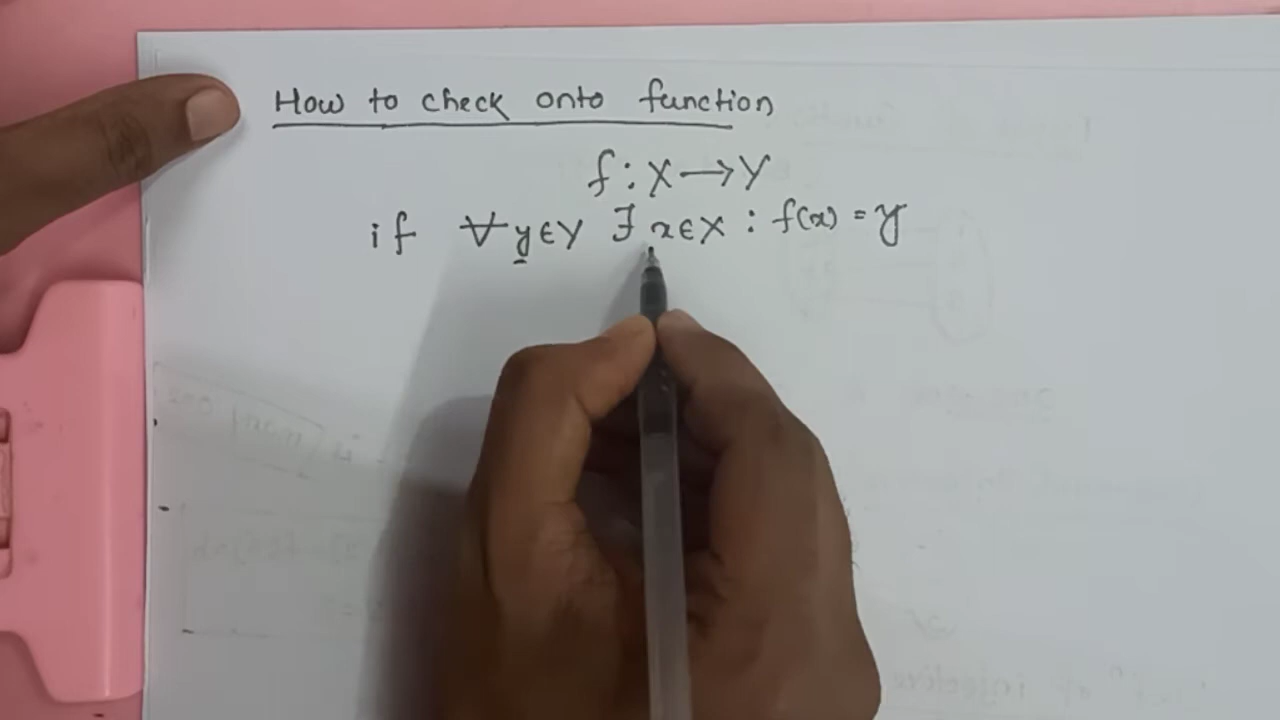 How to check onto function
f : X → Y
if ∀ y ∈ Y ∃ x ∈ X : f(x) = y